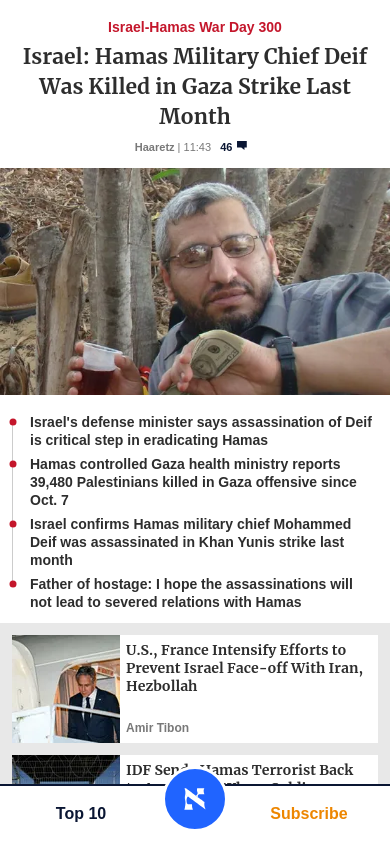 Israel-Hamas War Day 300
Israel: Hamas Military Chief Deif
Was Killed in Gaza Strike Last
Month
Haaretz | 11:43 46
Israel's defense minister says assassination of Deif
is critical step in eradicating Hamas
Hamas controlled Gaza health ministry reports
39,480 Palestinians killed in Gaza offensive since
Oct. 7
Israel confirms Hamas military chief Mohammed
Deif was assassinated in Khan Yunis strike last
month
Father of hostage: I hope the assassinations will
not lead to severed relations with Hamas
U.S., France Intensify Efforts to
Prevent Israel Face-off With Iran,
Hezbollah
Amir Tibon
IDF Sends Hamas Terrorist Back
Top 10
Subscribe